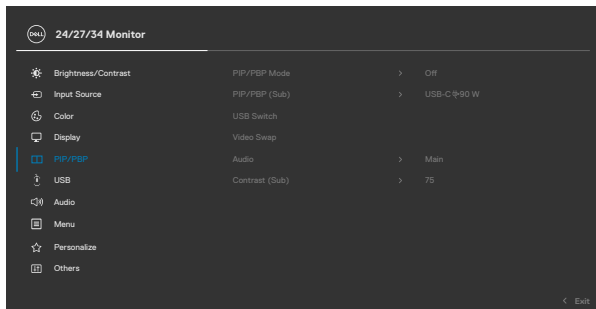 DELL 24/27/34 Monitor
Brightness/Contrast PIP/PBP Mode > Off
Input Source PIP/PBP (Sub) > USB-C 90 W
Color USB Switch
Display Video Swap
PIP/PBP Audio > Main
USB Contrast (Sub) > 75
Audio
Menu
Personalize
Others
< Exit